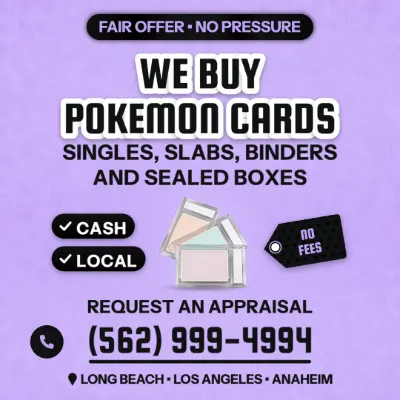 FAIR OFFER • NO PRESSURE
WE BUY
POKEMON CARDS
SINGLES, SLABS, BINDERS
AND SEALED BOXES
CASH
LOCAL
NO
FEES
REQUEST AN APPRAISAL
(562) 999-4994
LONG BEACH • LOS ANGELES • ANAHEIM